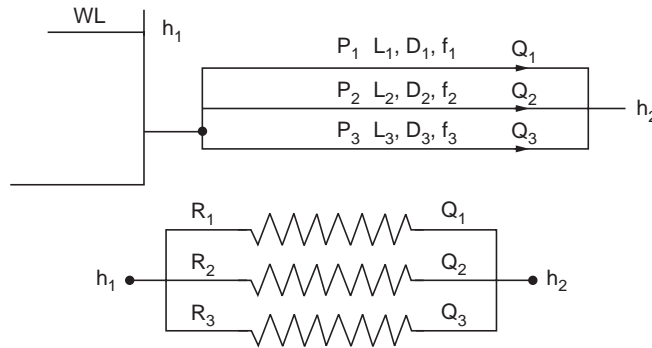 WL h₁
P₁ L₁, D₁, f₁ Q₁
P₂ L₂, D₂, f₂ Q₂
h₂
P₃ L₃, D₃, f₃ Q₃
R₁ Q₁
h₁ R₂ Q₂ h₂
R₃ Q₃